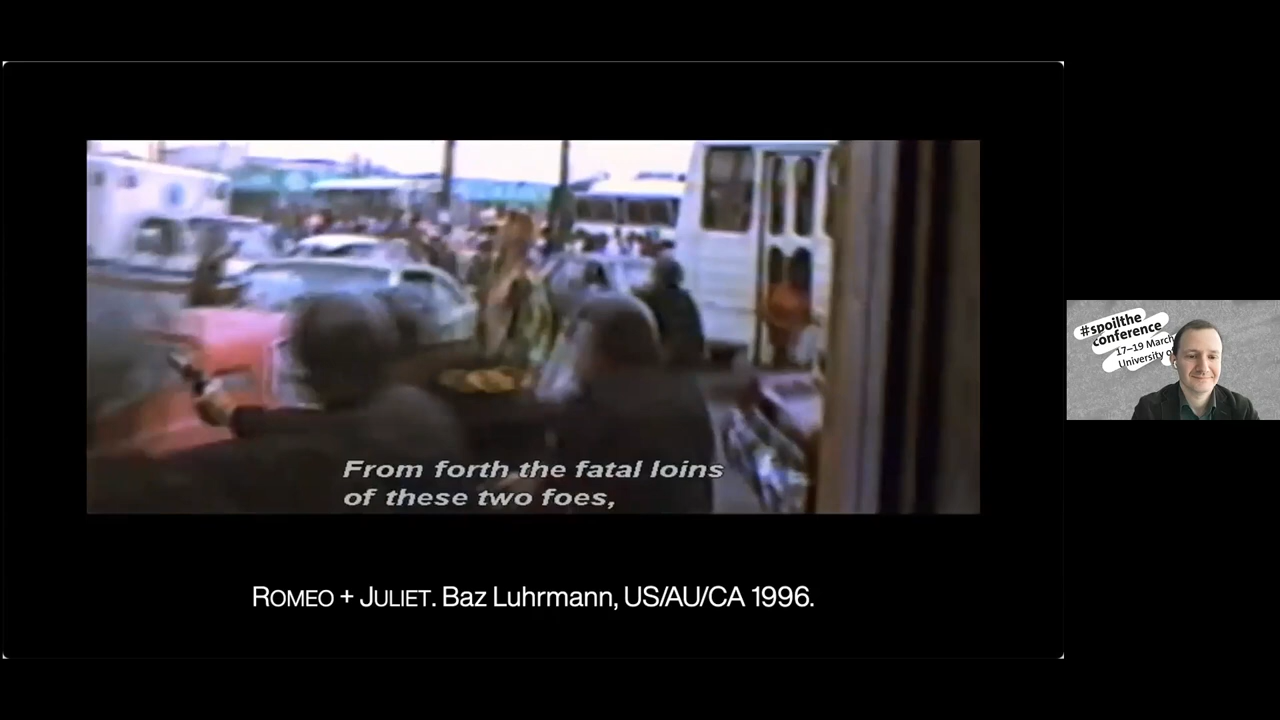 From forth the fatal loins
of these two foes,
ROMEO + JULIET. Baz Luhrmann, US/AU/CA 1996.
#spoilthe
conference
17–19 March
University